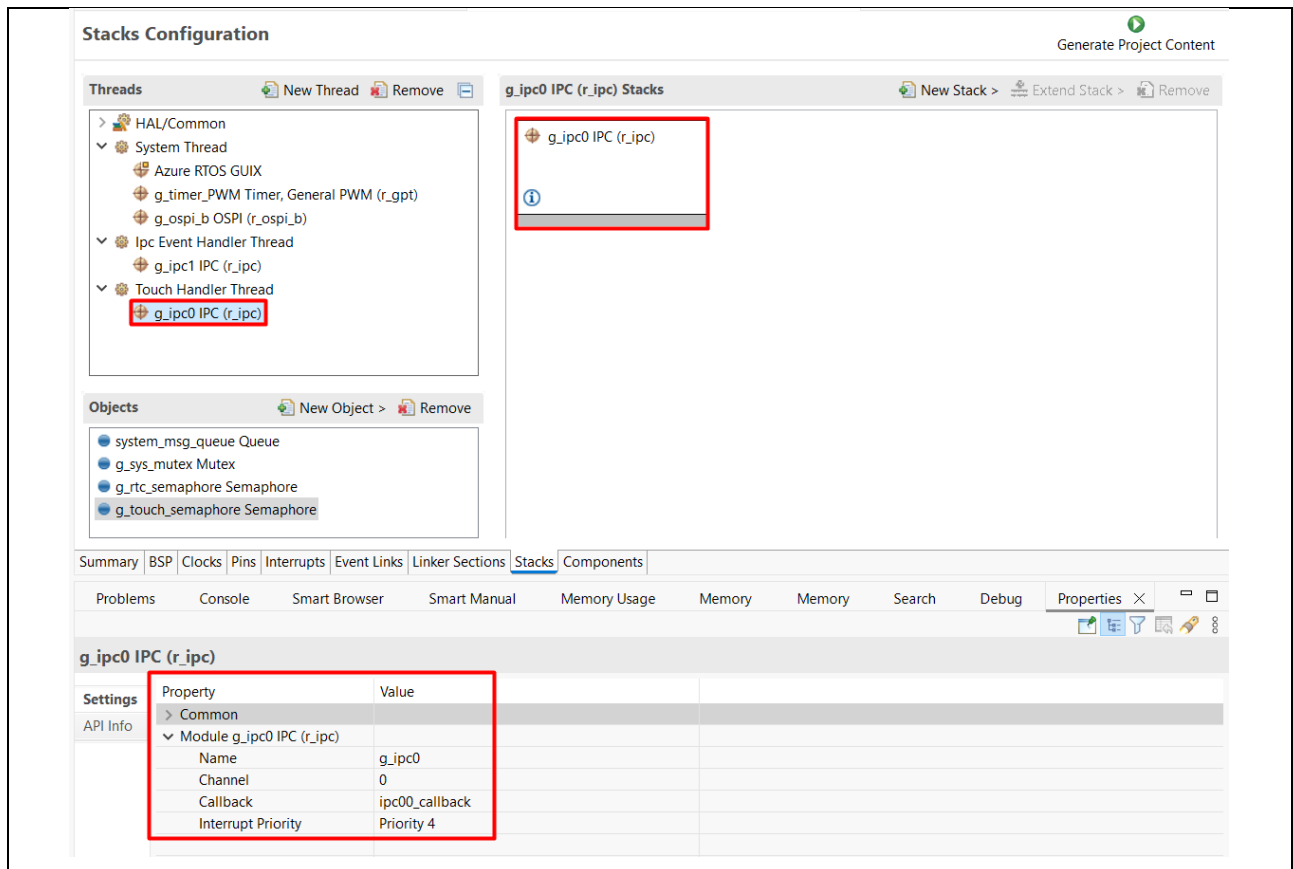 Stacks Configuration
Generate Project Content
Threads New Thread Remove
HAL/Common
System Thread
Azure RTOS GUIX
g_timer_PWM Timer, General PWM (r_gpt)
g_ospi_b OSPI (r_ospi_b)
Ipc Event Handler Thread
g_ipc1 IPC (r_ipc)
Touch Handler Thread
g_ipc0 IPC (r_ipc)
Objects New Object > Remove
system_msg_queue Queue
g_sys_mutex Mutex
g_rtc_semaphore Semaphore
g_touch_semaphore Semaphore
g_ipc0 IPC (r_ipc) Stacks New Stack > Extend Stack > Remove
g_ipc0 IPC (r_ipc)
Summary BSP Clocks Pins Interrupts Event Links Linker Sections Stacks Components
Problems Console Smart Browser Smart Manual Memory Usage Memory Memory Search Debug Properties
g_ipc0 IPC (r_ipc)
Settings
API Info
Property Value
Common
Module g_ipc0 IPC (r_ipc)
Name g_ipc0
Channel 0
Callback ipc00_callback
Interrupt Priority Priority 4